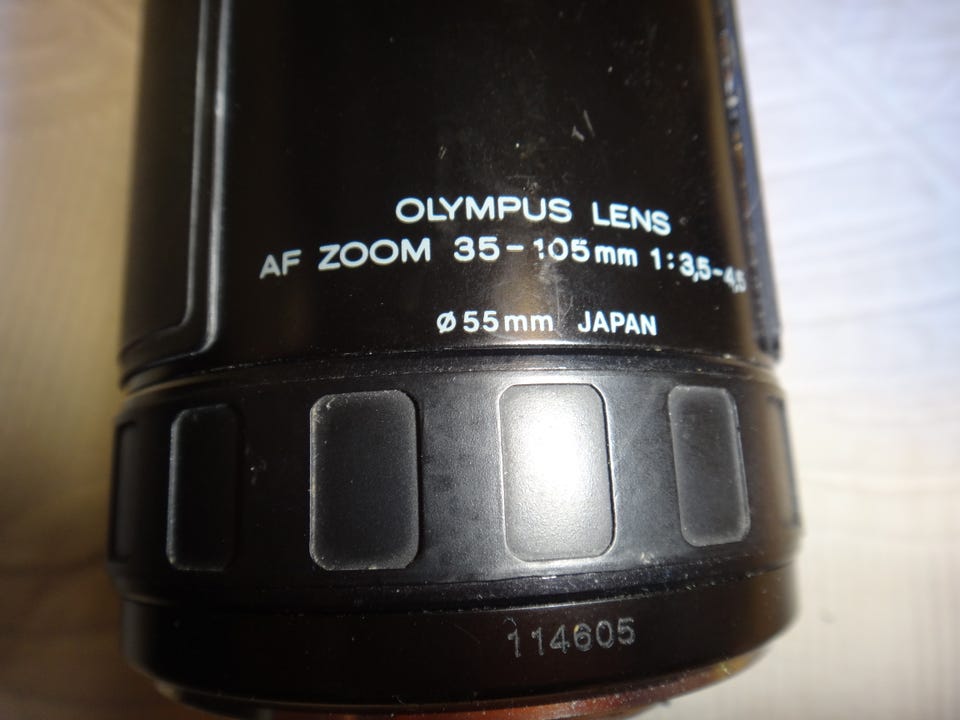 OLYMPUS LENS
AF ZOOM 35-105mm 1:3,5-4,5
ø55mm JAPAN
114605